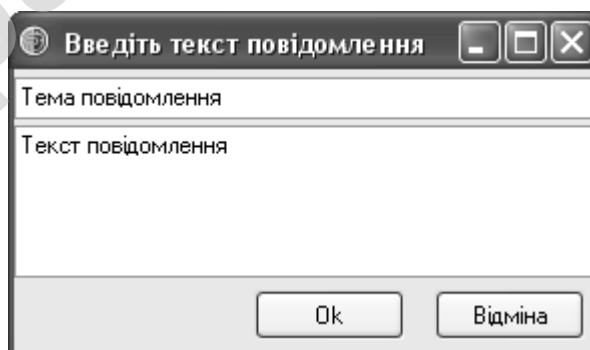 Введіть текст повідомлення
Тема повідомлення
Текст повідомлення
Ok Відміна